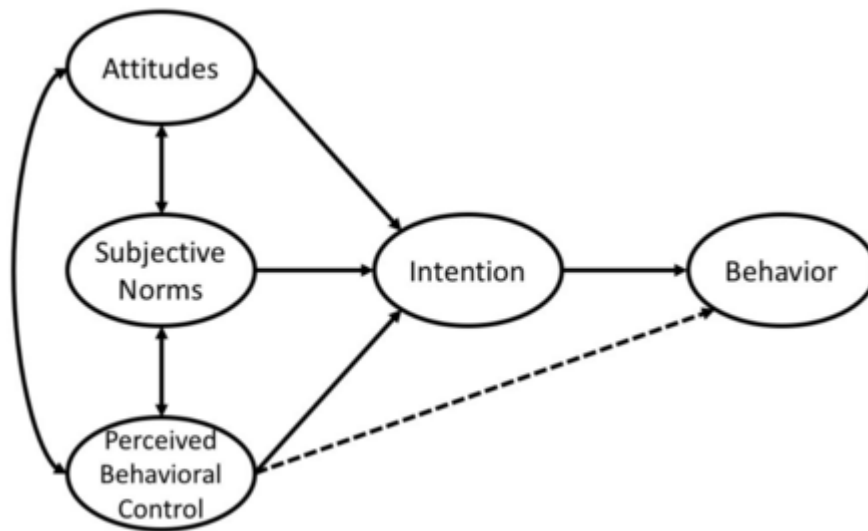 Attitudes
Subjective
Norms
Intention
Behavior
Perceived
Behavioral
Control